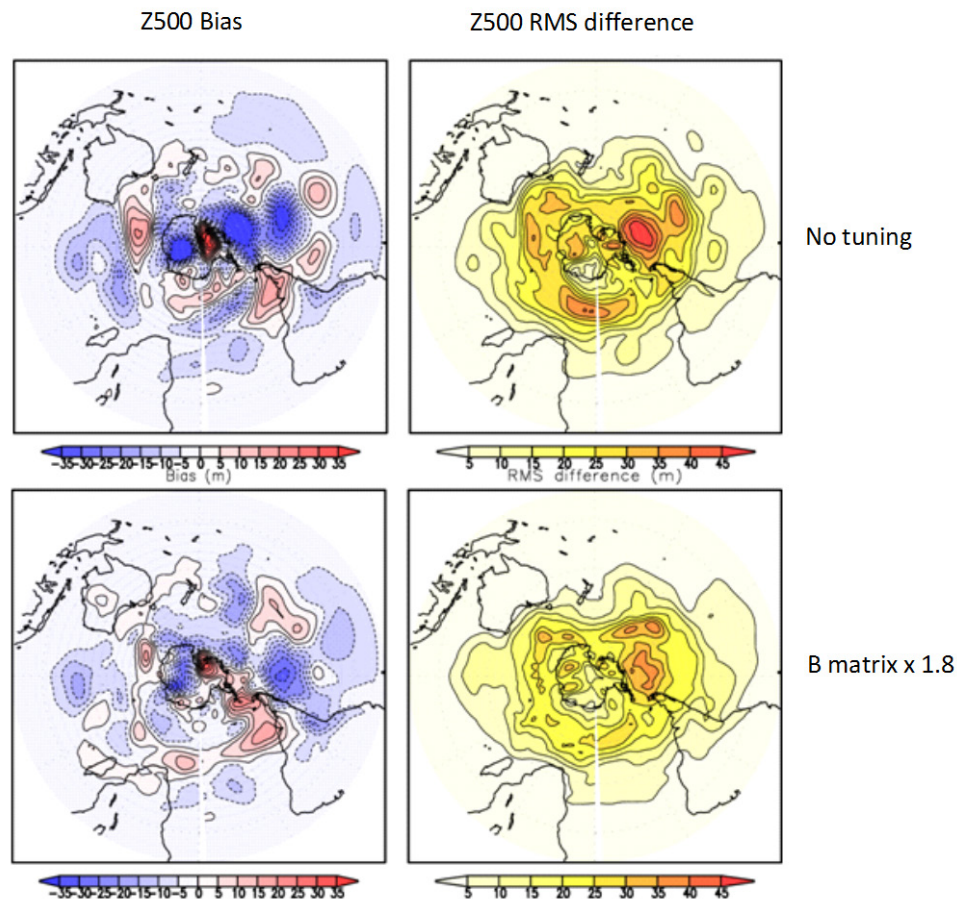 Z500 Bias
Z500 RMS difference
No tuning
-35-30-25-20-15-10-5 0 5 10 15 20 25 30 35
Bias (m)
5 10 15 20 25 30 35 40 45
RMS difference (m)
B matrix x 1.8
-35-30-25-20-15-10-5 0 5 10 15 20 25 30 35
5 10 15 20 25 30 35 40 45